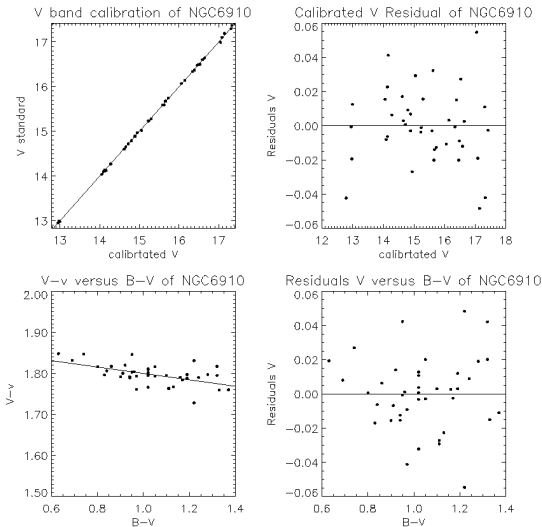 V band calibration of NGC6910
17
16
15
14
13
V standard
13 14 15 16 17
calibrtated V
Calibrated V Residual of NGC6910
0.06
0.04
0.02
0.00
−0.02
−0.04
−0.06
Residuals V
12 13 14 15 16 17 18
calibrtated V
V−v versus B−V of NGC6910
2.00
1.90
1.80
1.70
1.60
1.50
V−v
0.6 0.8 1.0 1.2 1.4
B−V
Residuals V versus B−V of NGC6910
0.06
0.04
0.02
0.00
−0.02
−0.04
−0.06
Residuals V
0.6 0.8 1.0 1.2 1.4
B−V